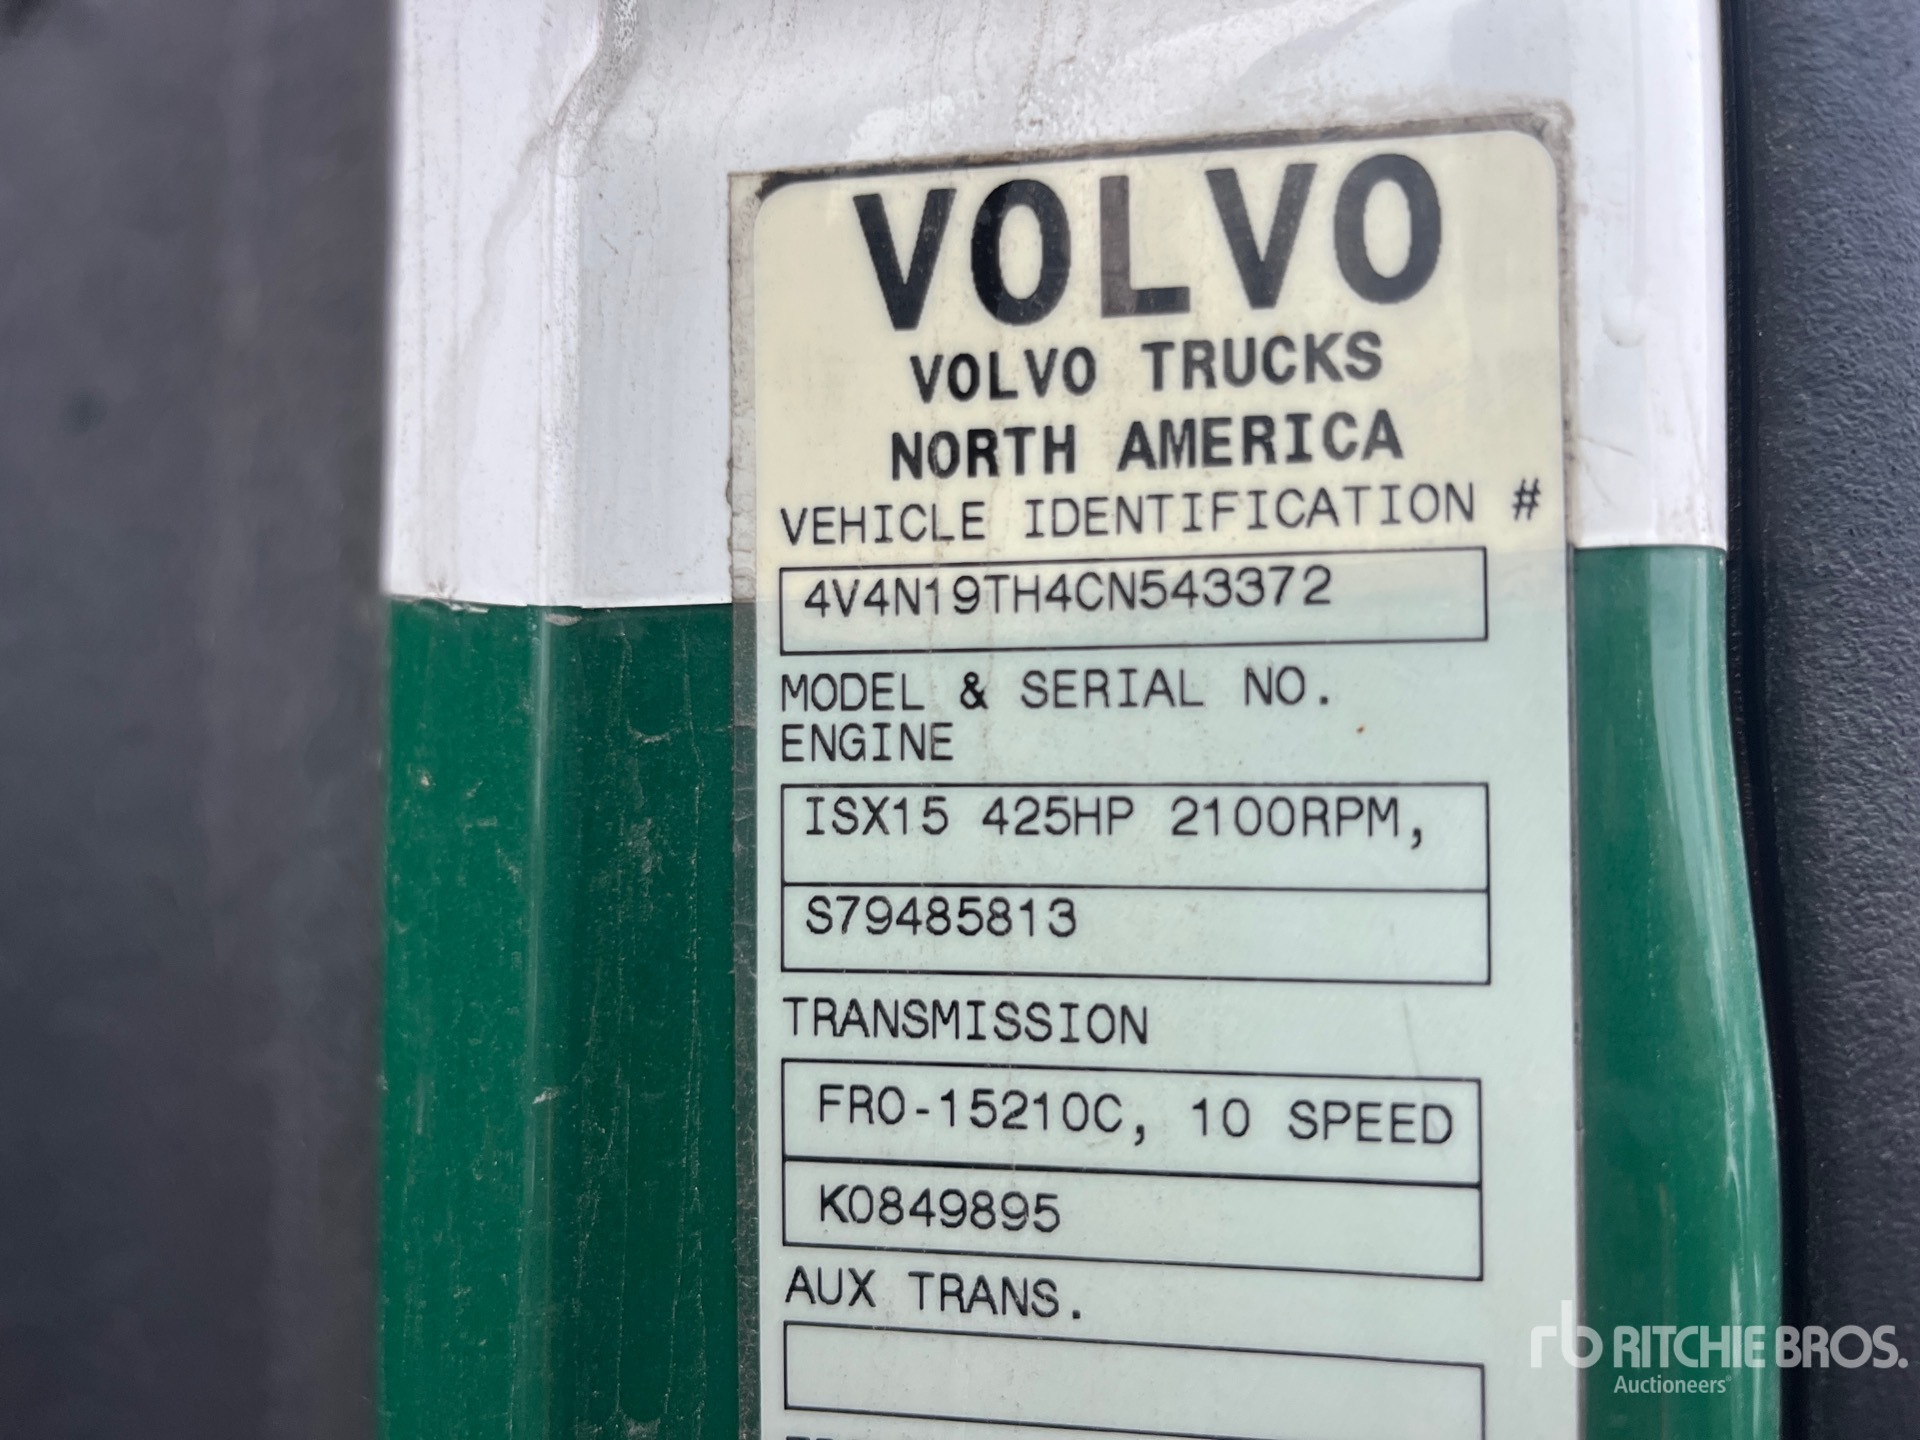 VOLVO
VOLVO TRUCKS
NORTH AMERICA
VEHICLE IDENTIFICATION #
4V4N19TH4CN543372
MODEL & SERIAL NO.
ENGINE
ISX15 425HP 2100RPM,
S79485813
TRANSMISSION
FRO-15210C, 10 SPEED
K0849895
AUX TRANS.
rb RITCHIE BROS.
Auctioneers